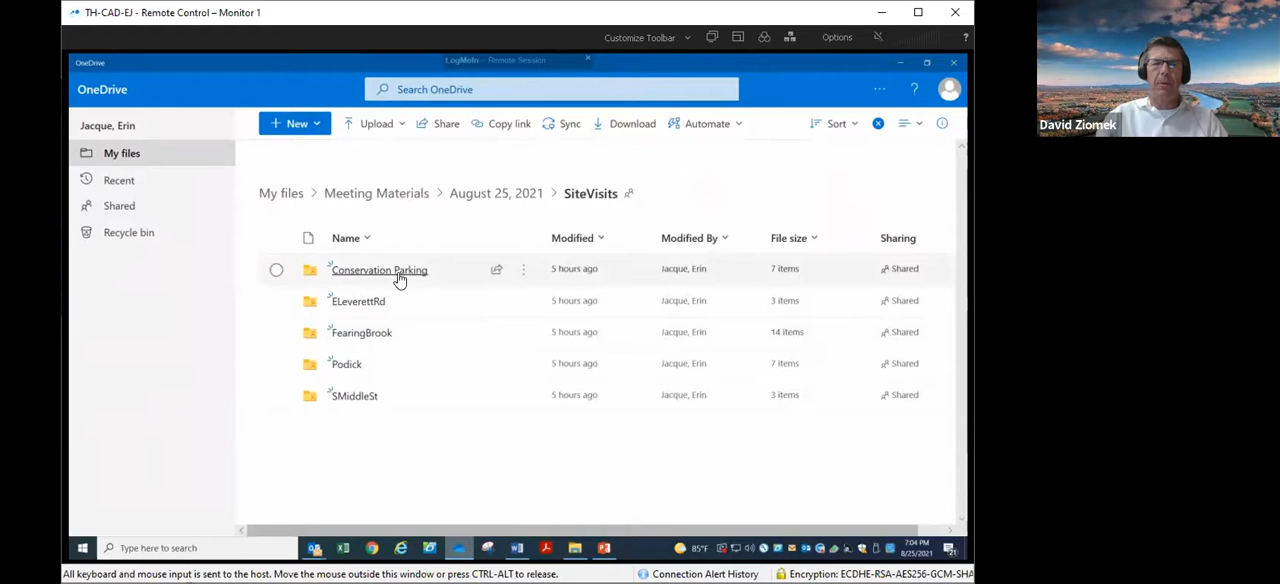 TH-CAD-EJ - Remote Control – Monitor 1
Customize Toolbar
Options
?
OneDrive
LogMeIn – Remote Session
OneDrive
Search OneDrive
?
Jacque, Erin
New
Upload
Share
Copy link
Sync
Download
Automate
Sort
My files
Recent
Shared
Recycle bin
My files > Meeting Materials > August 25, 2021 > SiteVisits
Name Modified Modified By File size Sharing
Conservation Parking 5 hours ago Jacque, Erin 7 items Shared
ELeverettRd 5 hours ago Jacque, Erin 3 items Shared
FearingBrook 5 hours ago Jacque, Erin 14 items Shared
Podick 5 hours ago Jacque, Erin 7 items Shared
SMiddleSt 5 hours ago Jacque, Erin 3 items Shared
Type here to search
85°F
7:04 PM
8/25/2021
All keyboard and mouse input is sent to the host. Move the mouse outside this window or press CTRL-ALT to release.
Connection Alert History
Encryption: ECDHE-RSA-AES256-GCM-SHA
David Ziomek